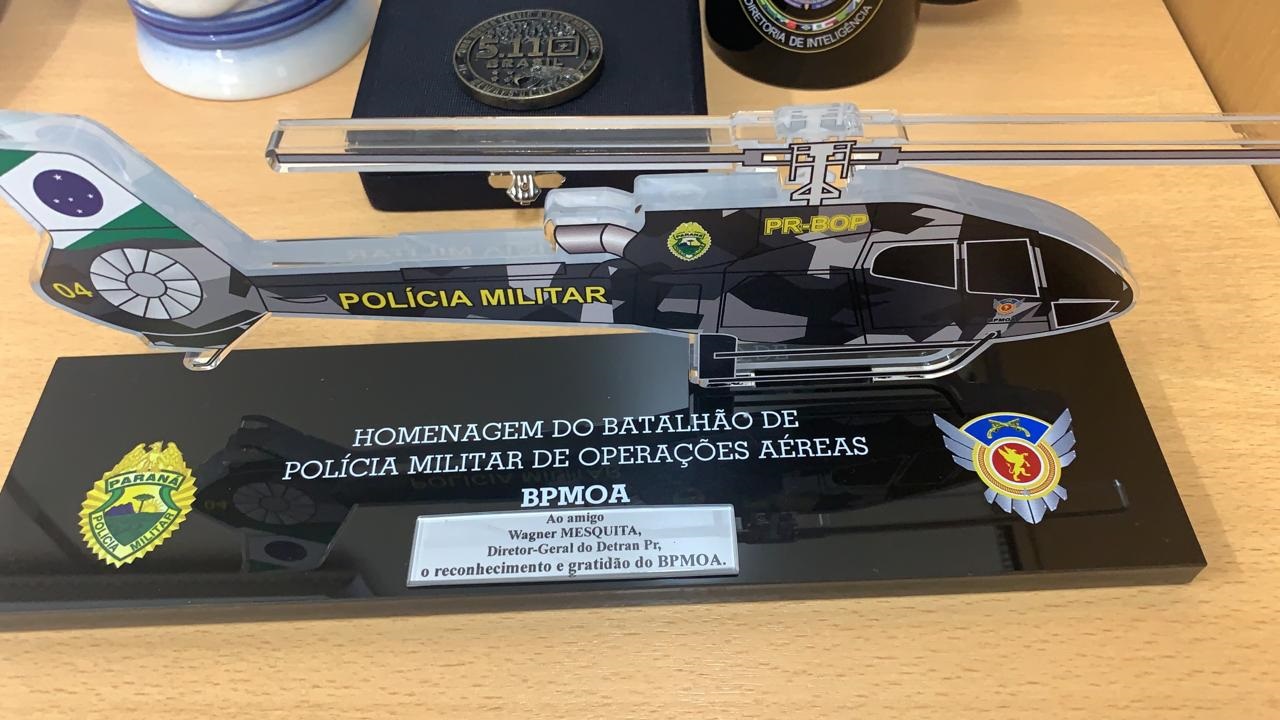 DIRETORIA DE INTELIGÊNCIA
5.11
BRASIL
PR-BOP
04
POLÍCIA MILITAR
BPMOA
HOMENAGEM DO BATALHÃO DE
POLÍCIA MILITAR DE OPERAÇÕES AÉREAS
BPMOA
PARANÁ
POLÍCIA MILITAR
Ao amigo
Wagner MESQUITA,
Diretor-Geral do Detran Pr,
o reconhecimento e gratidão do BPMOA.